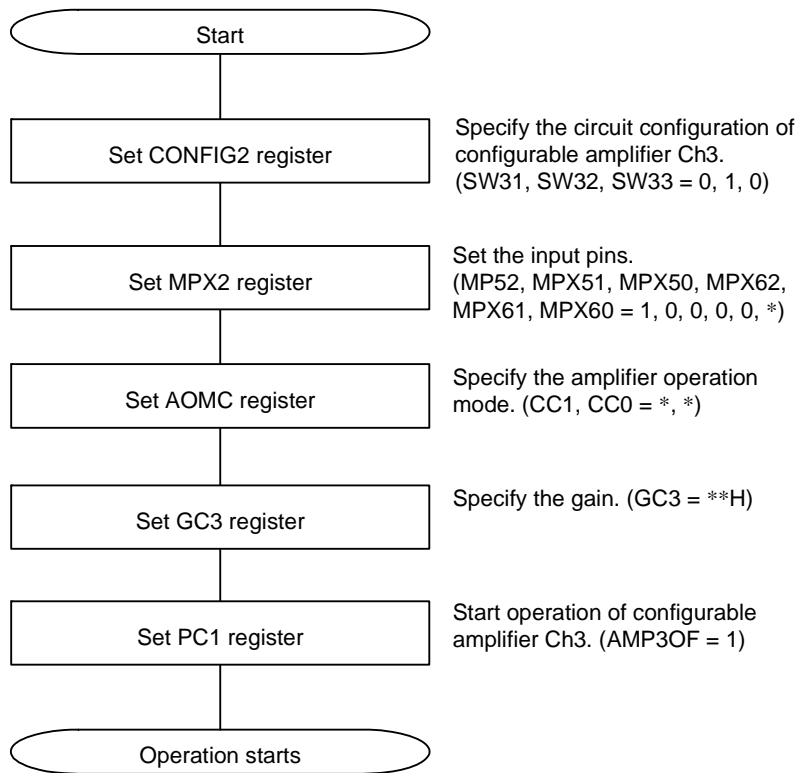 Start
Set CONFIG2 register
Specify the circuit configuration of
configurable amplifier Ch3.
(SW31, SW32, SW33 = 0, 1, 0)
Set MPX2 register
Set the input pins.
(MP52, MPX51, MPX50, MPX62,
MPX61, MPX60 = 1, 0, 0, 0, 0, *)
Set AOMC register
Specify the amplifier operation
mode. (CC1, CC0 = *, *)
Set GC3 register
Specify the gain. (GC3 = **H)
Set PC1 register
Start operation of configurable
amplifier Ch3. (AMP3OF = 1)
Operation starts